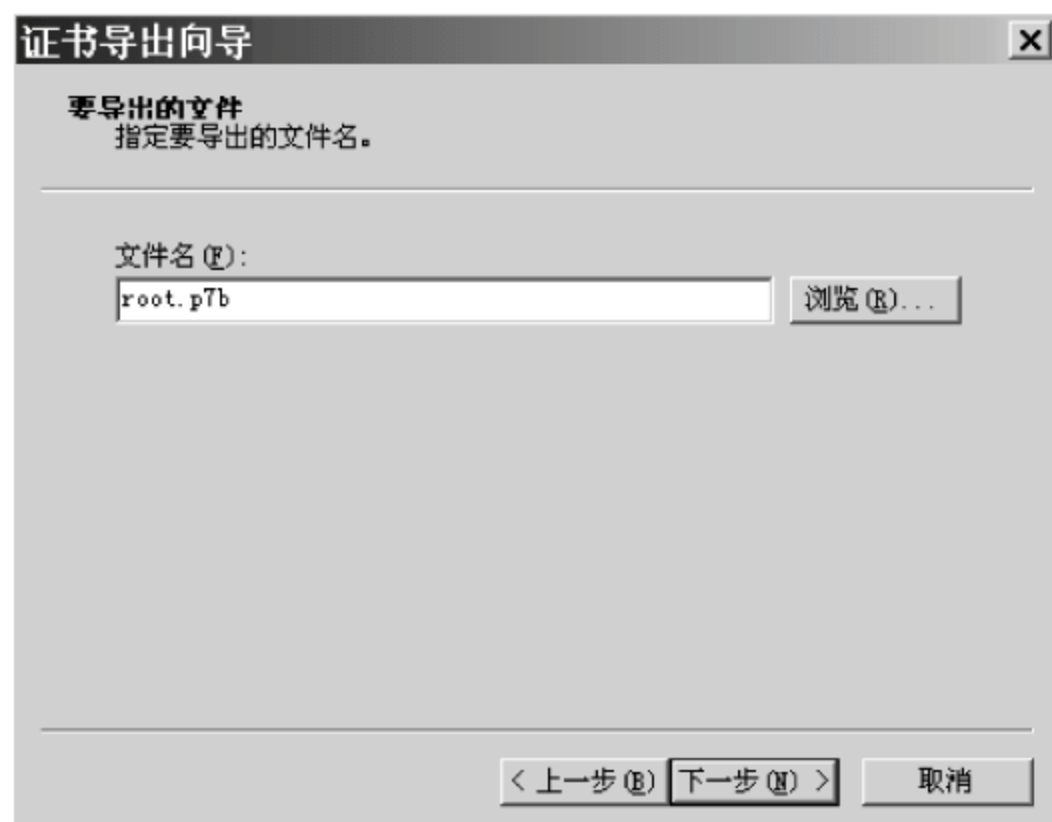 证书导出向导
要导出的文件
指定要导出的文件名。
文件名(F):
root.p7b
浏览(R)...
< 上一步(B) 下一步(N) > 取消